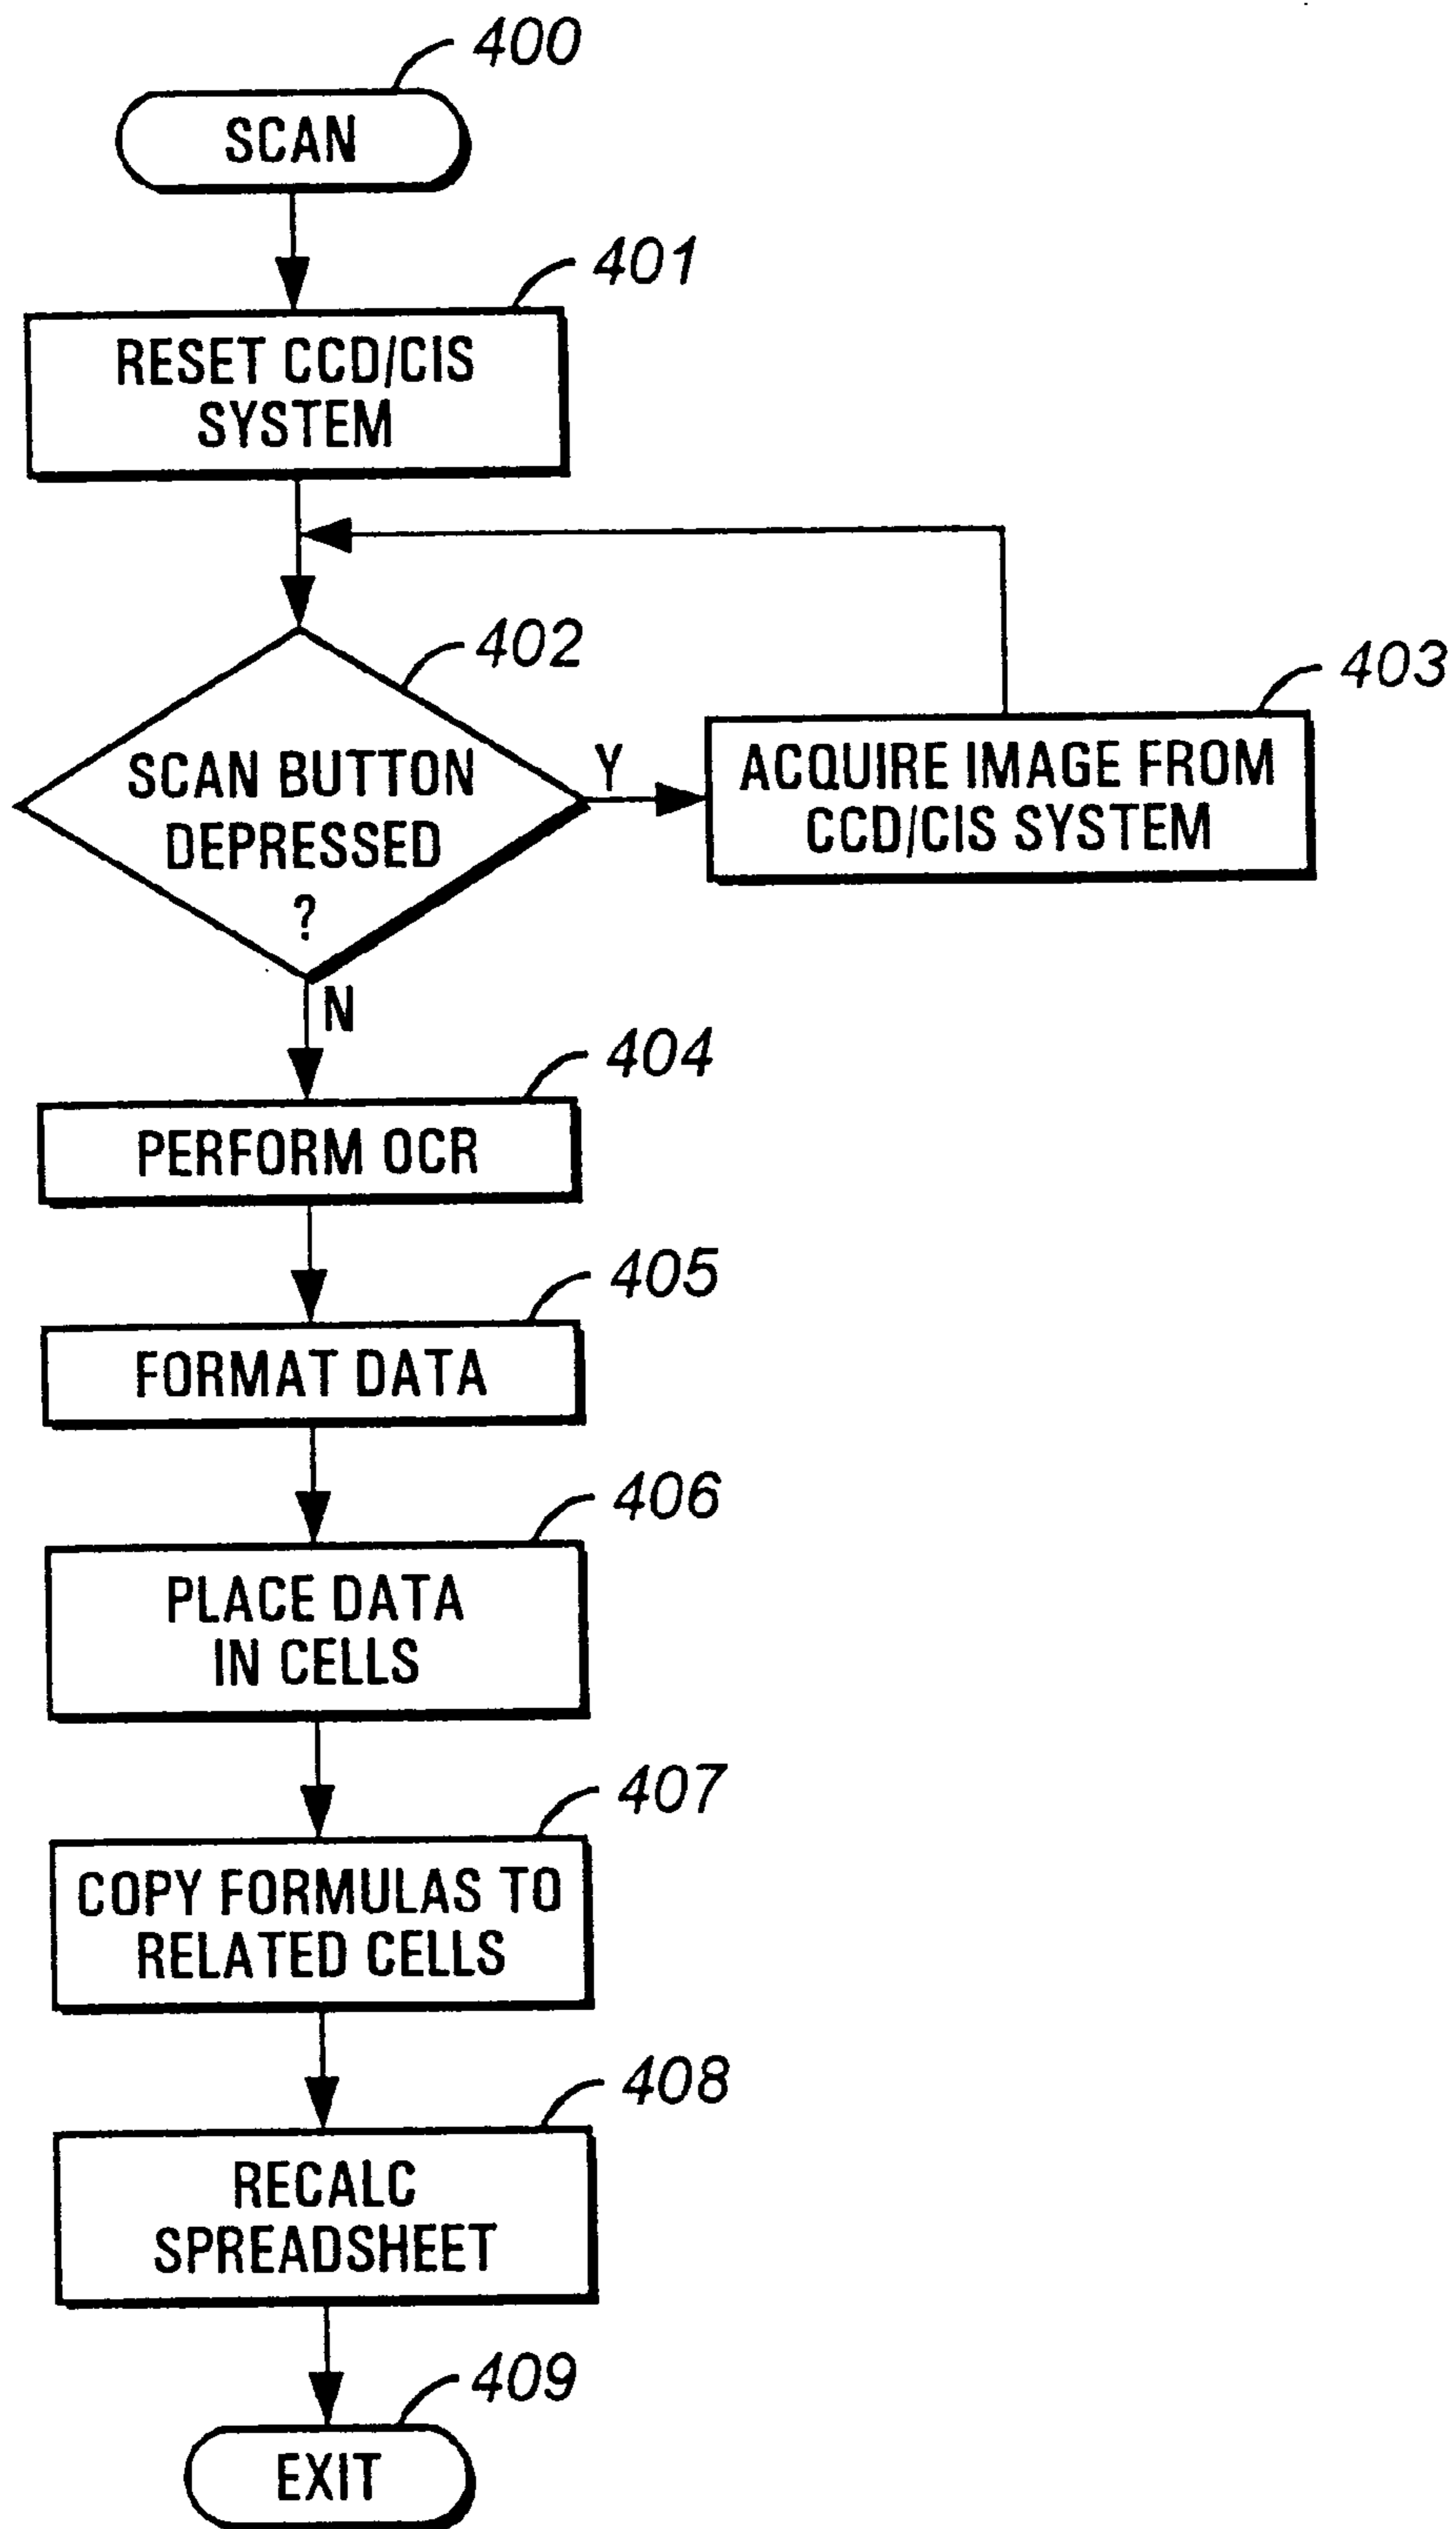 400
SCAN
401
RESET CCD/CIS
SYSTEM
402
SCAN BUTTON
DEPRESSED
?
Y
403
ACQUIRE IMAGE FROM
CCD/CIS SYSTEM
N
404
PERFORM OCR
405
FORMAT DATA
406
PLACE DATA
IN CELLS
407
COPY FORMULAS TO
RELATED CELLS
408
RECALC
SPREADSHEET
409
EXIT